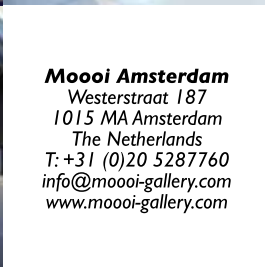 Moooi Amsterdam
Westerstraat 187
1015 MA Amsterdam
The Netherlands
T: +31 (0)20 5287760
info@moooi-gallery.com
www.moooi-gallery.com